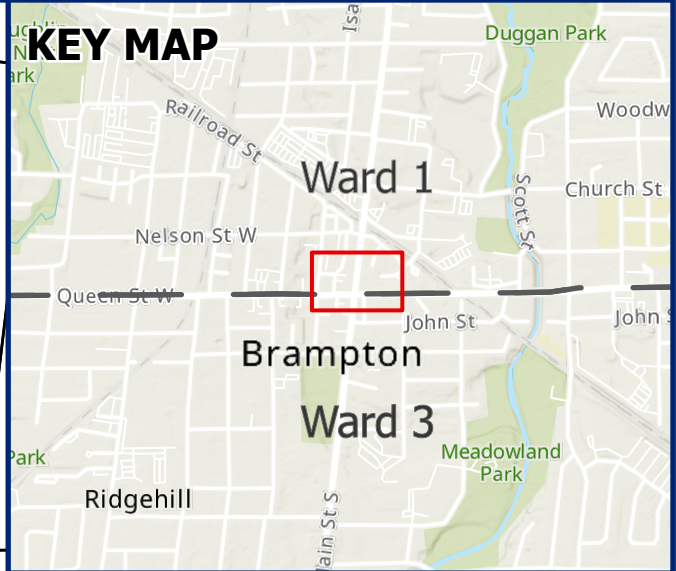 KEY MAP
Duggan Park
Railroad St
Woodw
Ward 1
Scott St
Church St
Nelson St W
Queen St W
John St
John
Brampton
Ward 3
Meadowland
Park
Park
Ridgehill
ain St S